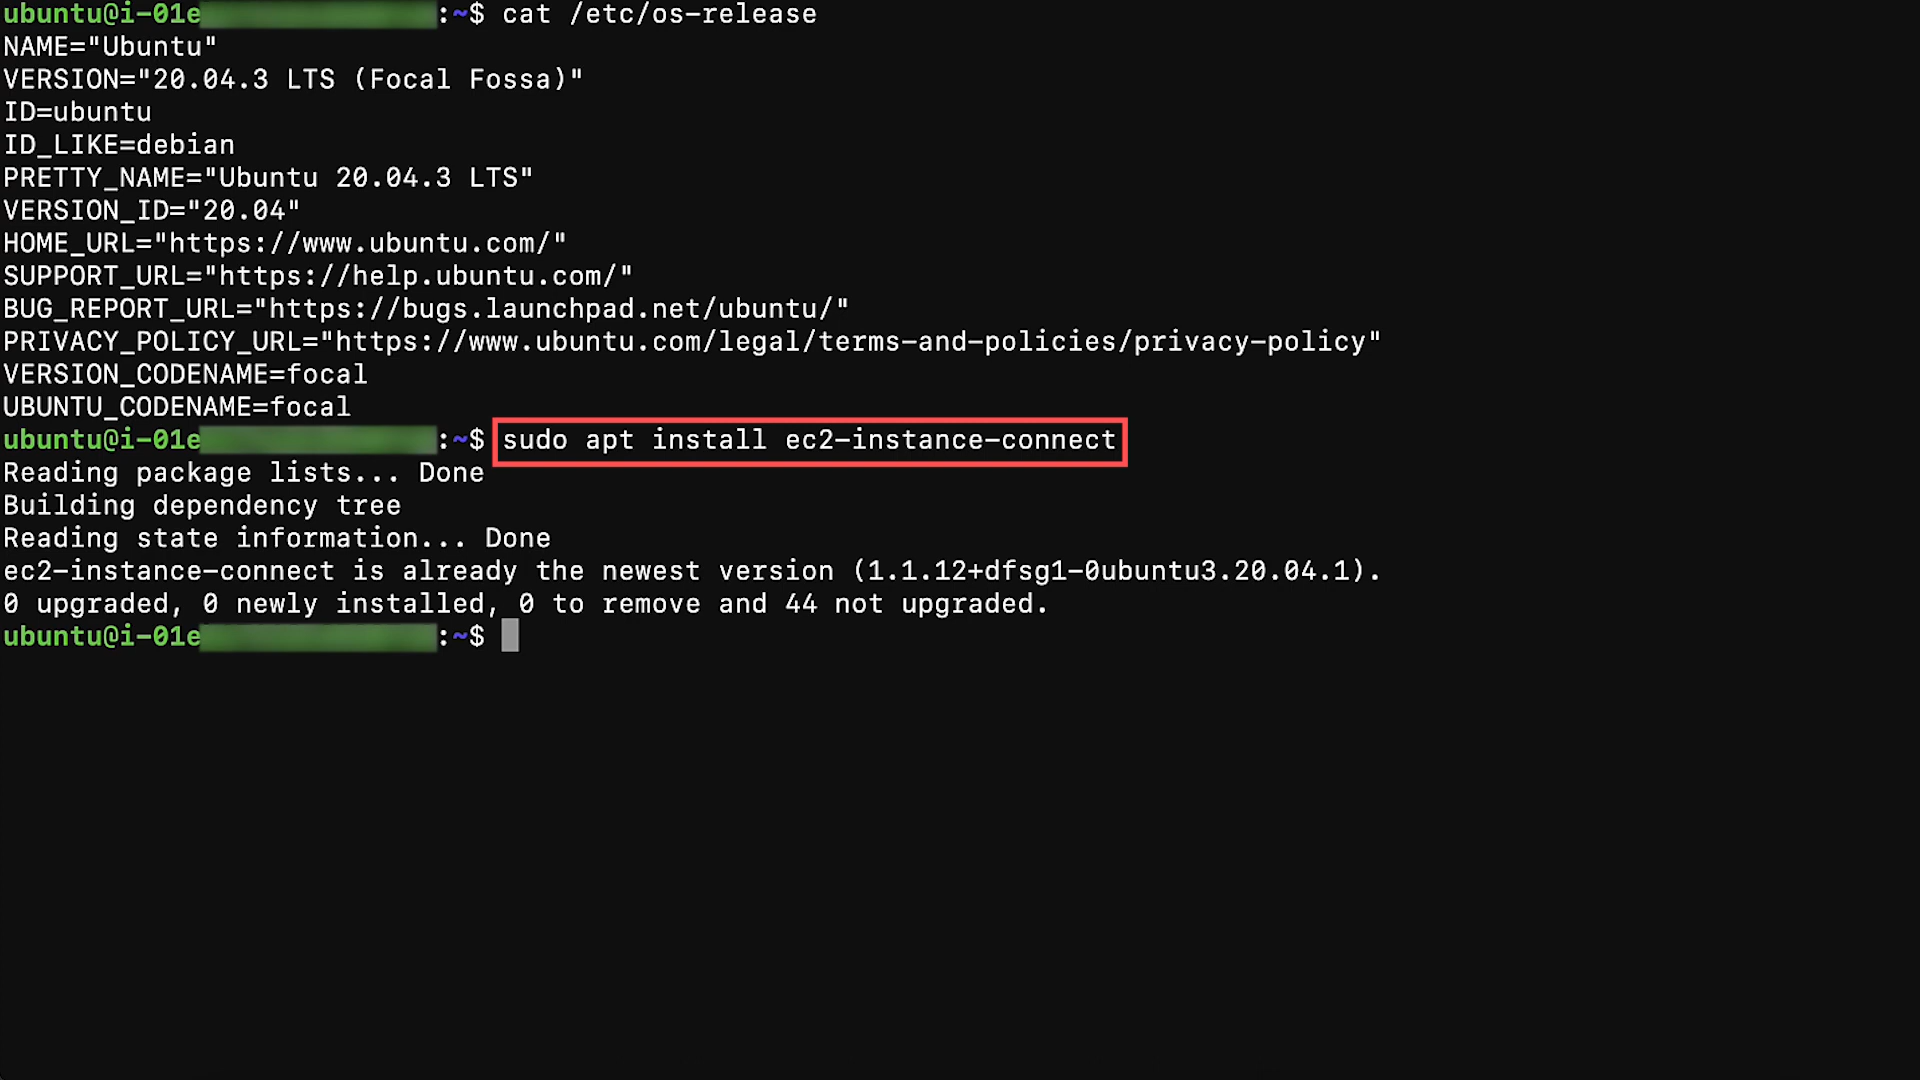 ubuntu@i-01e:~$ cat /etc/os-release
NAME="Ubuntu"
VERSION="20.04.3 LTS (Focal Fossa)"
ID=ubuntu
ID_LIKE=debian
PRETTY_NAME="Ubuntu 20.04.3 LTS"
VERSION_ID="20.04"
HOME_URL="https://www.ubuntu.com/"
SUPPORT_URL="https://help.ubuntu.com/"
BUG_REPORT_URL="https://bugs.launchpad.net/ubuntu/"
PRIVACY_POLICY_URL="https://www.ubuntu.com/legal/terms-and-policies/privacy-policy"
VERSION_CODENAME=focal
UBUNTU_CODENAME=focal
ubuntu@i-01e:~$ sudo apt install ec2-instance-connect
Reading package lists... Done
Building dependency tree
Reading state information... Done
ec2-instance-connect is already the newest version (1.1.12+dfsg1-0ubuntu3.20.04.1).
0 upgraded, 0 newly installed, 0 to remove and 44 not upgraded.
ubuntu@i-01e:~$